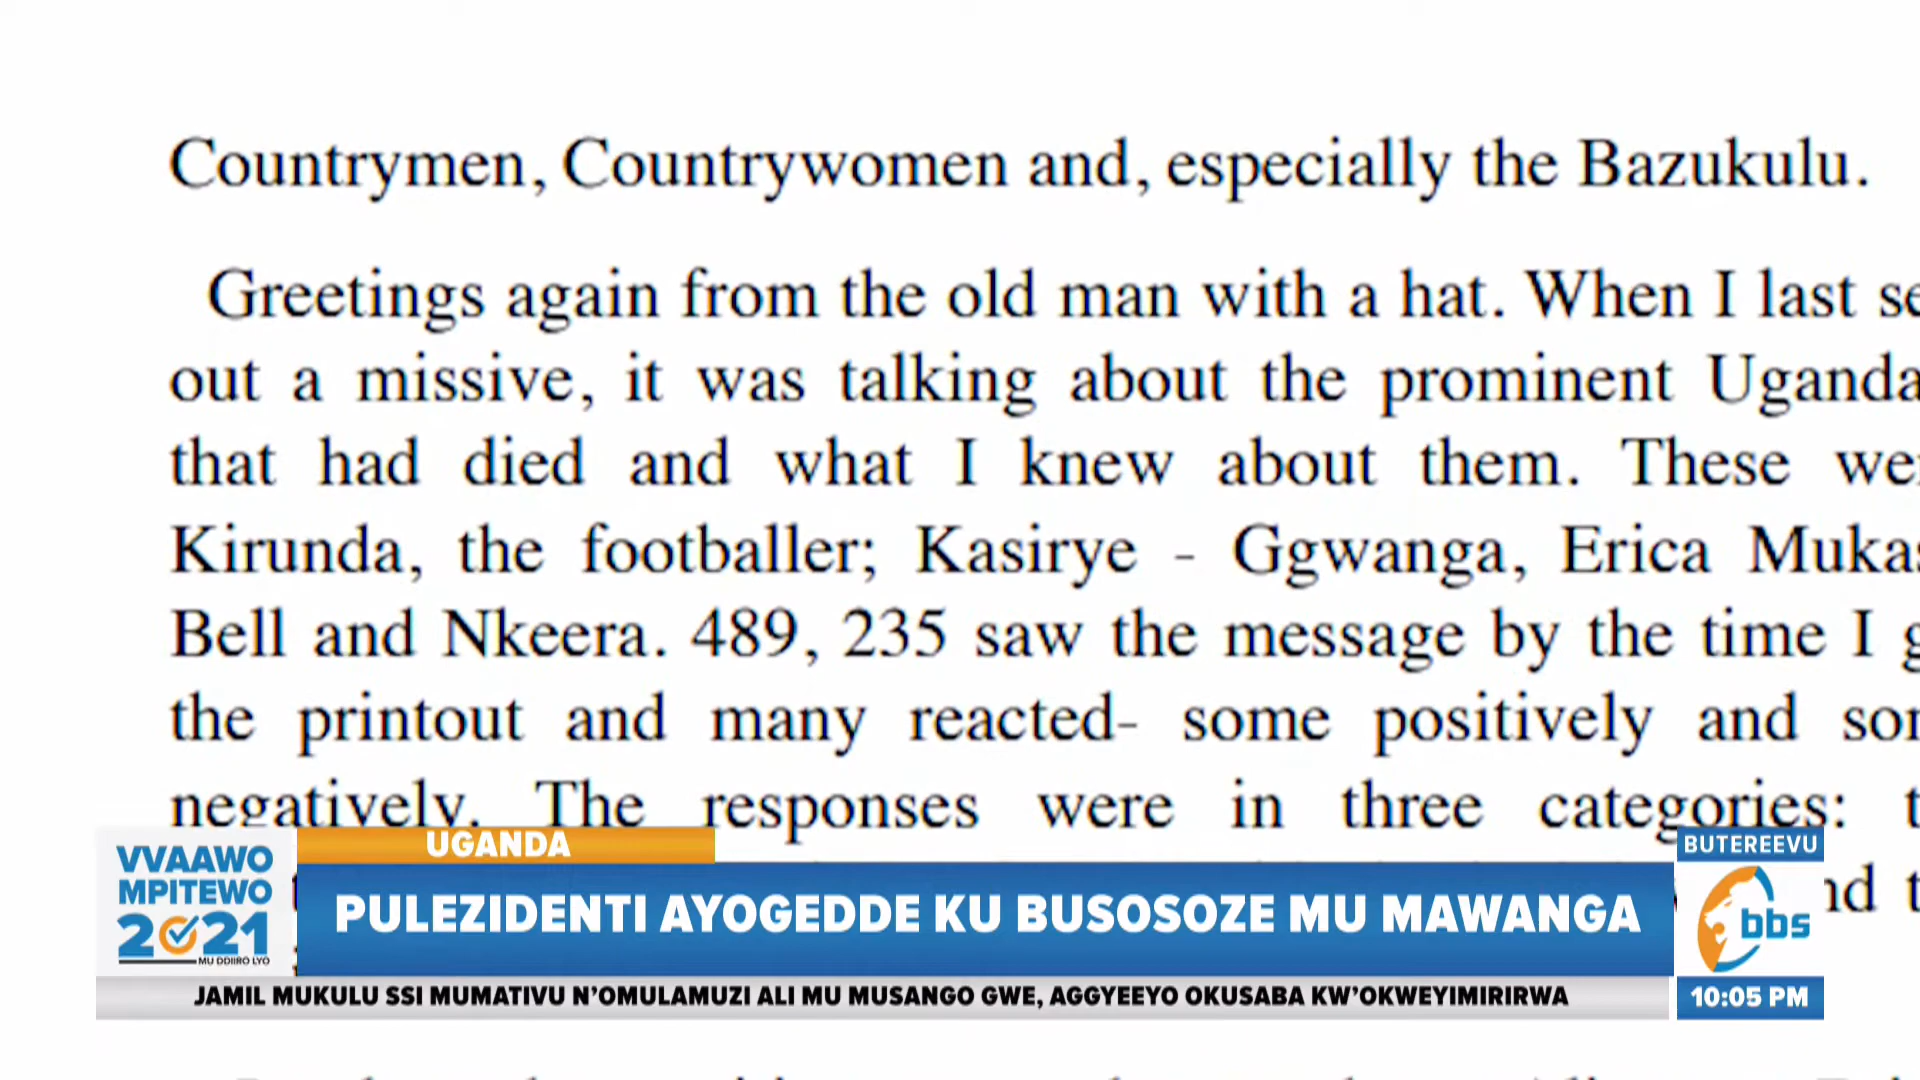 Countrymen, Countrywomen and, especially the Bazukulu.
Greetings again from the old man with a hat. When I last
out a missive, it was talking about the prominent Uganda
that had died and what I knew about them. These
Kirunda, the footballer; Kasirye - Ggwanga, Erica
Bell and Nkeera. 489, 235 saw the message by the time I
the printout and many reacted- some positively and
negatively. The responses were in three categories:
UGANDA
PULEZIDENTI AYOGEDDE KU BUSOSOZE MU MAWANGA
VVAAWO
MPITEWO
2021
MU DDIIRO LYO
BUTEREEVU
bbs
10:05 PM
JAMIL MUKULU SSI MUMATIVU N'OMULAMUZI ALI MU MUSANGO GWE, AGGYEEYO OKUSABA KW'OKWEYIMIRIRWA